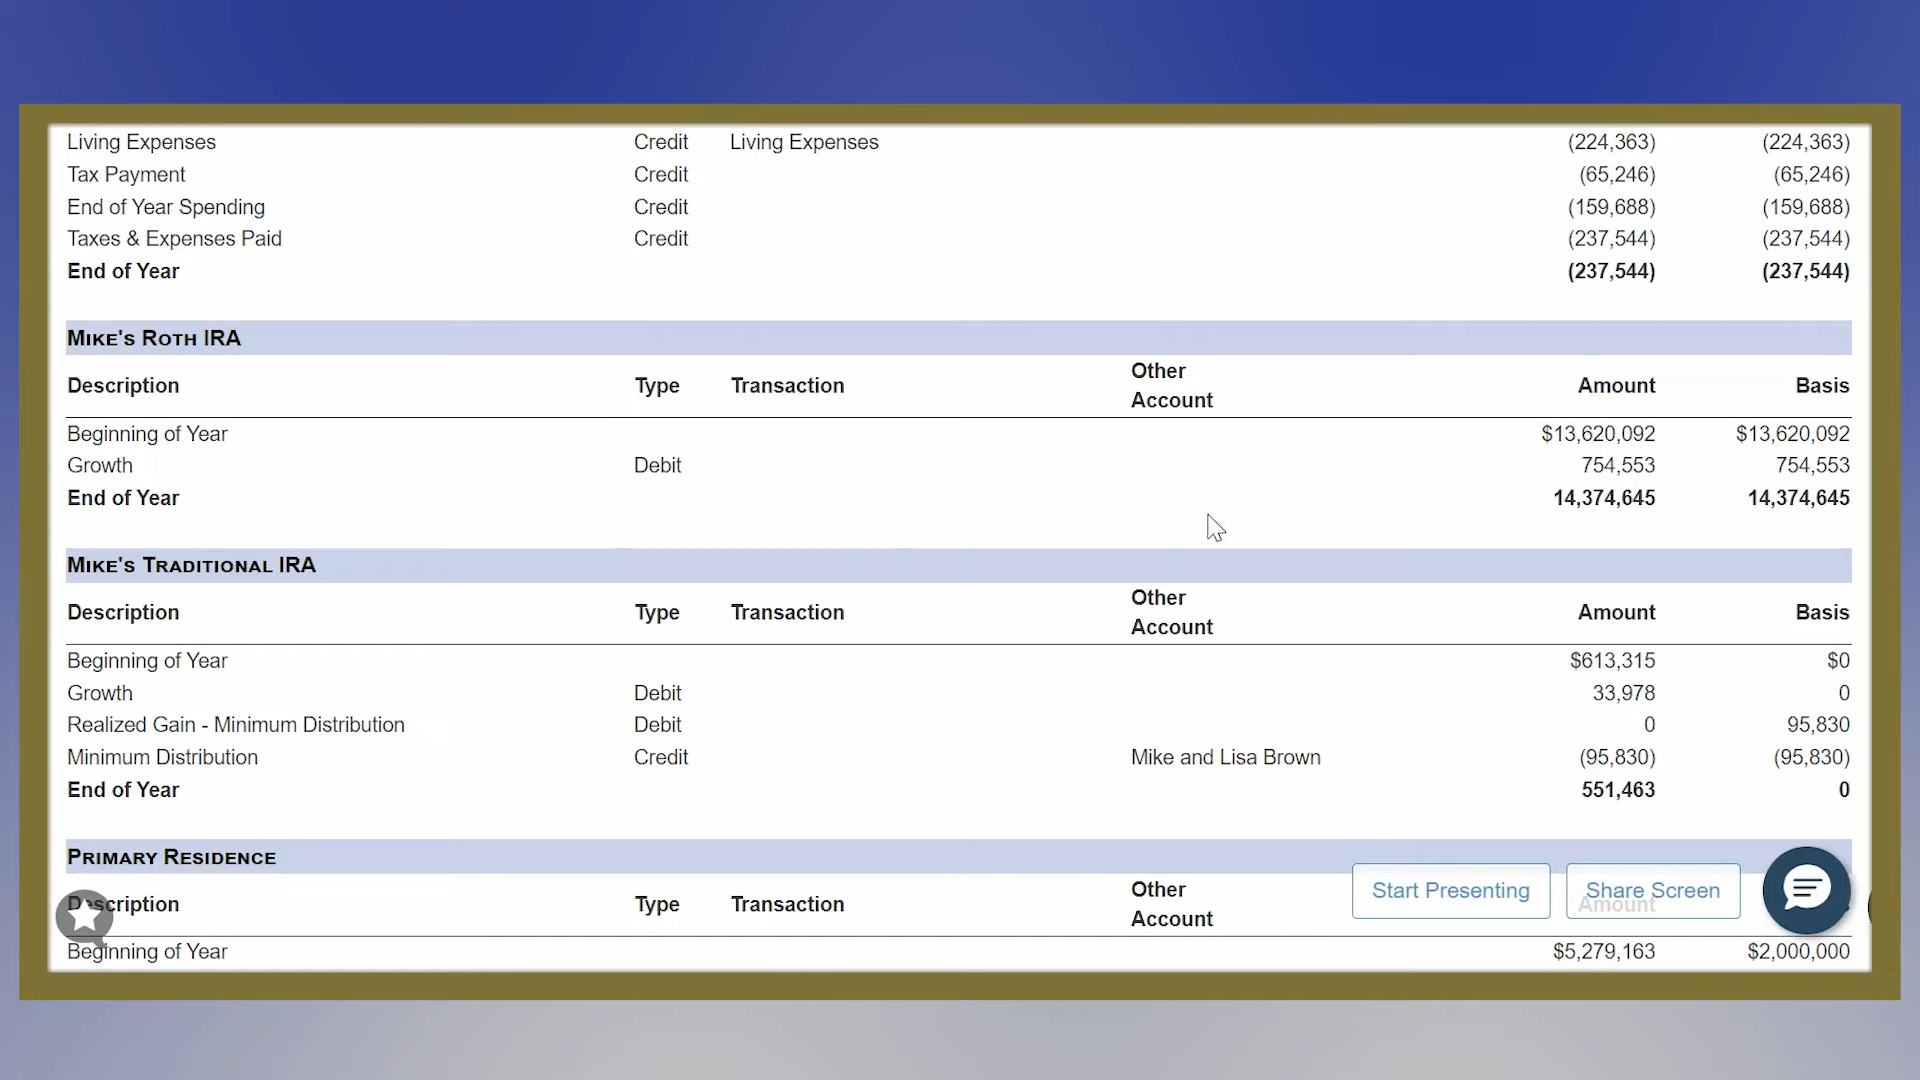 Living Expenses Credit Living Expenses (224,363) (224,363)
Tax Payment Credit (65,246) (65,246)
End of Year Spending Credit (159,688) (159,688)
Taxes & Expenses Paid Credit (237,544) (237,544)
End of Year (237,544) (237,544)
MIKE'S ROTH IRA
Description Type Transaction Other Account Amount Basis
Beginning of Year $13,620,092 $13,620,092
Growth Debit 754,553 754,553
End of Year 14,374,645 14,374,645
MIKE'S TRADITIONAL IRA
Description Type Transaction Other Account Amount Basis
Beginning of Year $613,315 $0
Growth Debit 33,978 0
Realized Gain - Minimum Distribution Debit 0 95,830
Minimum Distribution Credit Mike and Lisa Brown (95,830) (95,830)
End of Year 551,463 0
PRIMARY RESIDENCE
Description Type Transaction Other Account Amount
Start Presenting Share Screen
Beginning of Year $5,279,163 $2,000,000